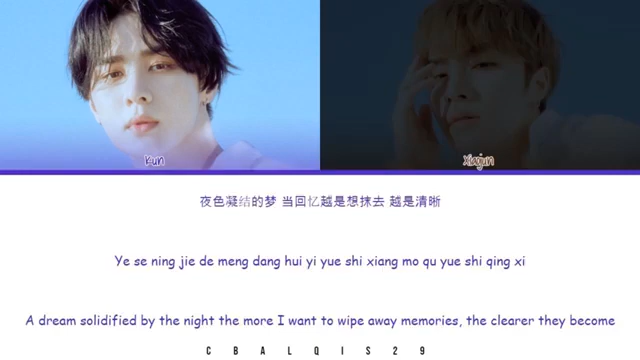 Kun
Xiaojun
夜色凝结的梦 当回忆越是想抹去 越是清晰
Ye se ning jie de meng dang hui yi yue shi xiang mo qu yue shi qing xi
A dream solidified by the night the more I want to wipe away memories, the clearer they become
CBALQIS29